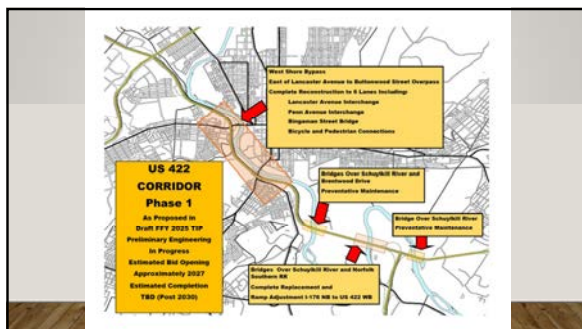 West Shore Bypass
East of Lancaster Avenue to Buttonwood Street Overpass
Complete Reconstruction to 6 Lanes Including:
Lancaster Avenue Interchange
Penn Avenue Interchange
Bingaman Street Bridge
Bicycle and Pedestrian Connections
US 422
CORRIDOR
Phase 1
As Proposed in
Draft FFY 2025 TIP
Preliminary Engineering
In Progress
Estimated Bid Opening
Approximately 2027
Estimated Completion
TBD (Post 2030)
Bridges Over Schuylkill River and
Brentwood Drive
Preventative Maintenance
Bridge Over Schuylkill River
Preventative Maintenance
Bridges Over Schuylkill River and Norfolk
Southern RR
Complete Replacement and
Ramp Adjustment I-176 NB to US 422 WB